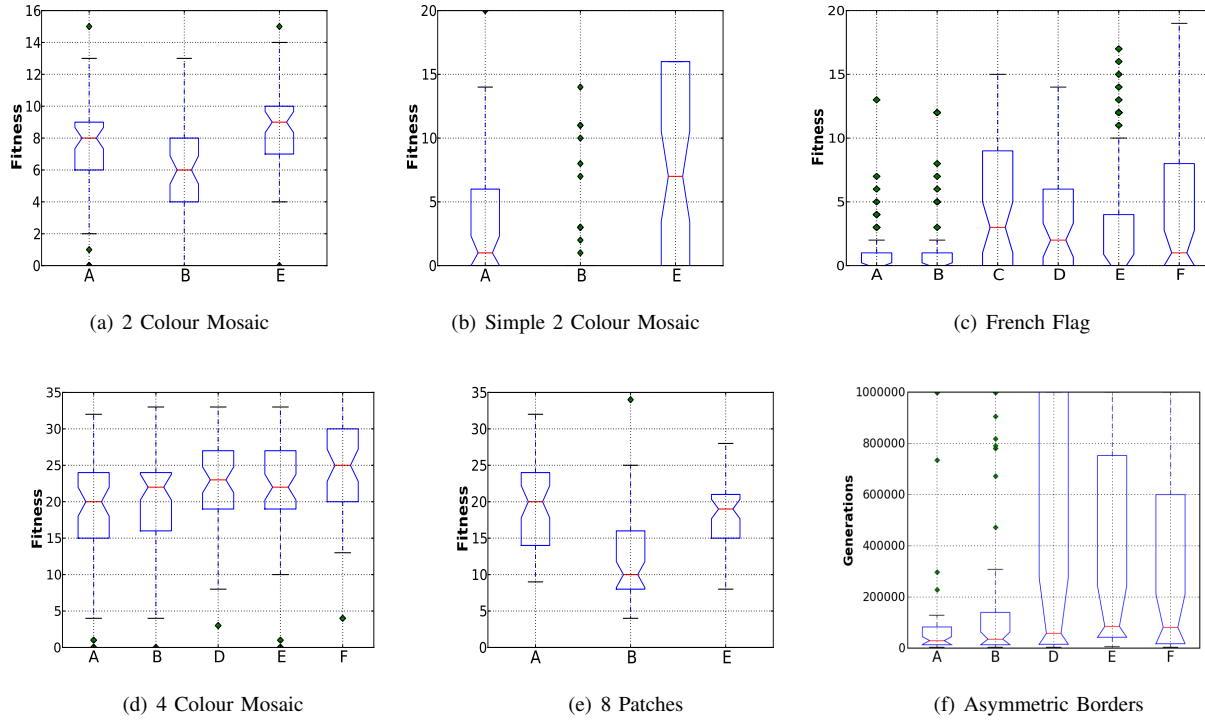 16
14
12
10
8
6
4
2
0
Fitness
A B E
(a) 2 Colour Mosaic
20
15
10
5
0
Fitness
A B E
(b) Simple 2 Colour Mosaic
20
15
10
5
0
Fitness
A B C D E F
(c) French Flag
35
30
25
20
15
10
5
0
Fitness
A B D E F
(d) 4 Colour Mosaic
35
30
25
20
15
10
5
0
Fitness
A B E
(e) 8 Patches
1000000
800000
600000
400000
200000
0
Generations
A B D E F
(f) Asymmetric Borders